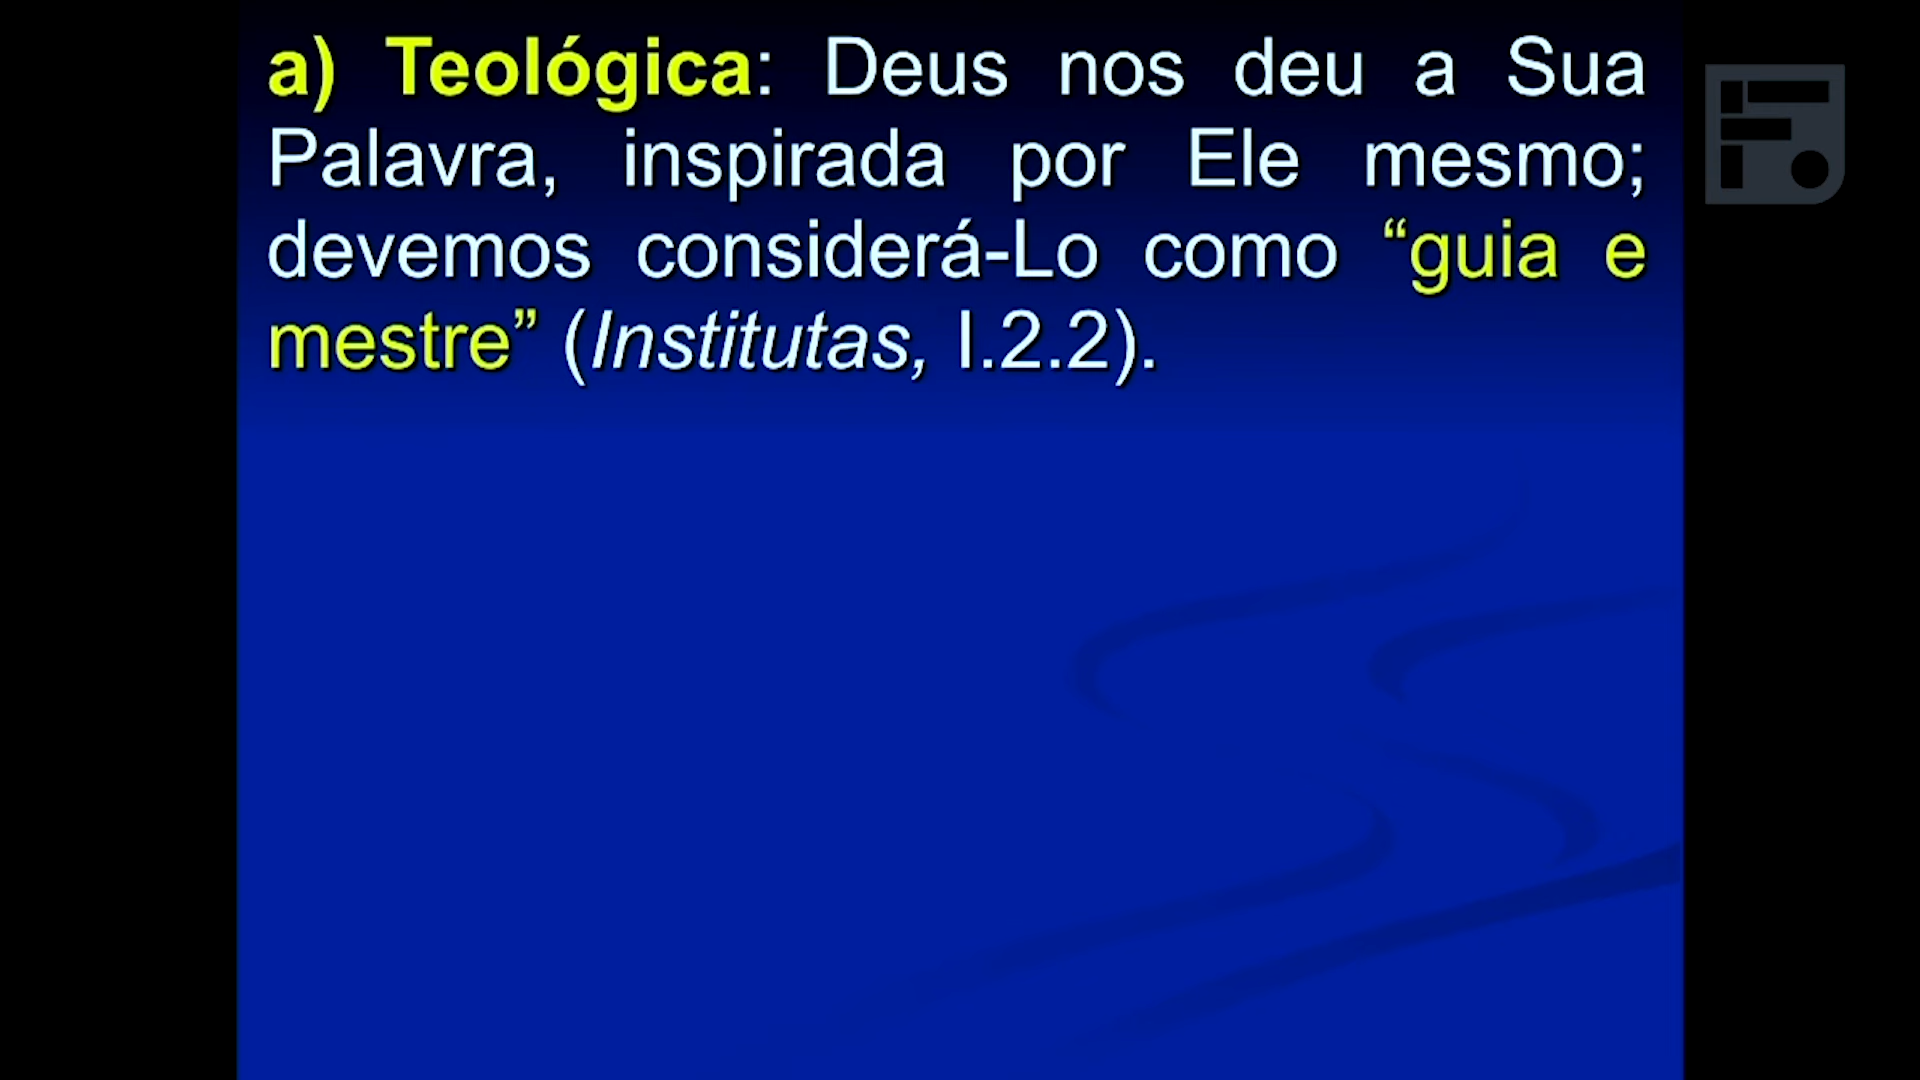 a) Teológica: Deus nos deu a Sua
Palavra, inspirada por Ele mesmo;
devemos considerá-Lo como “guia e
mestre” (Institutas, I.2.2).